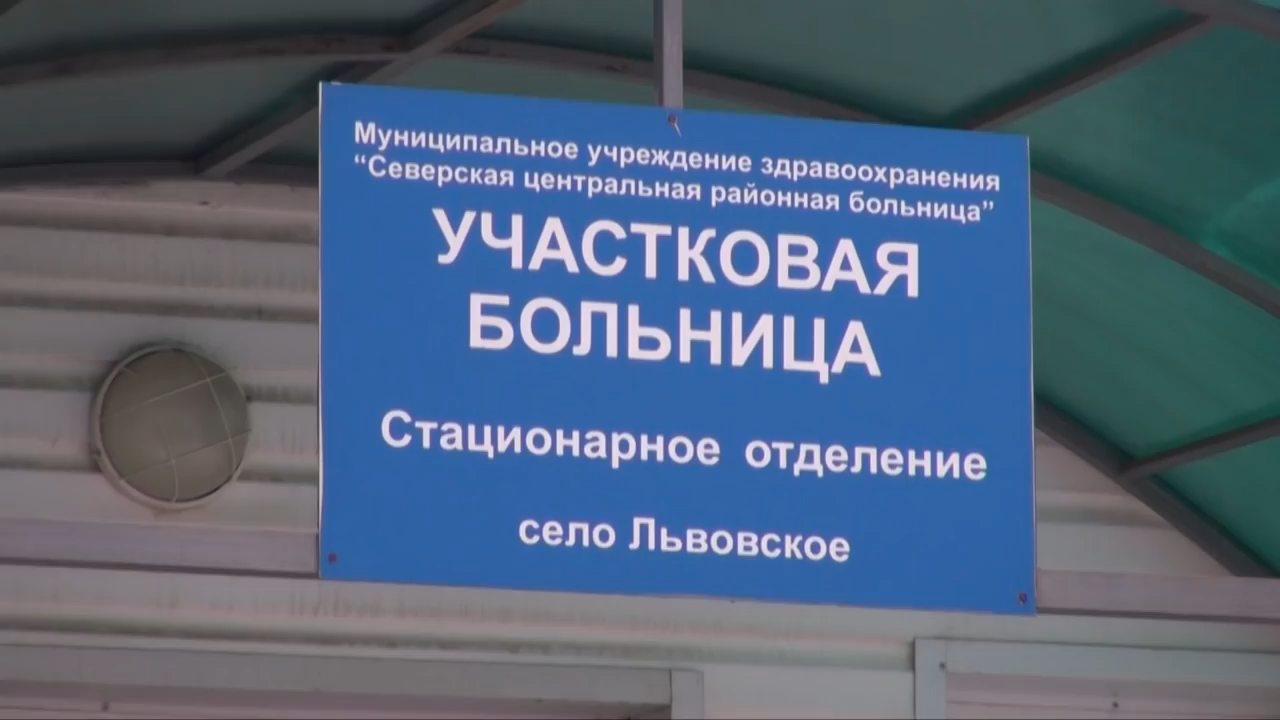 Муниципальное учреждение здравоохранения
“Северская центральная районная больница”
УЧАСТКОВАЯ
БОЛЬНИЦА
Стационарное отделение
село Львовское